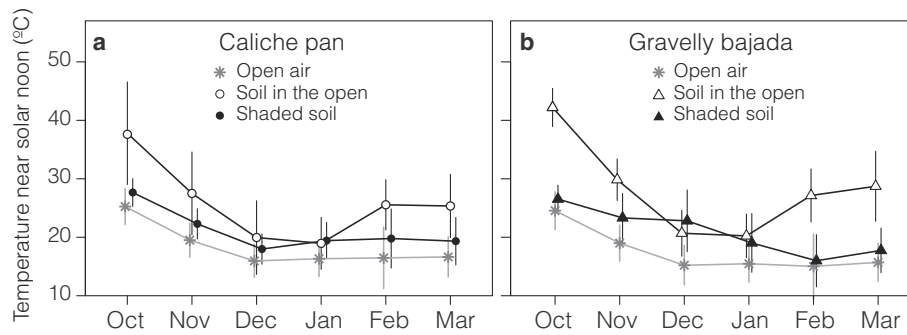 Temperature near solar noon (ºC)
50
40
30
20
10
a
Caliche pan
Open air
Soil in the open
Shaded soil
Oct Nov Dec Jan Feb Mar
b
Gravelly bajada
Open air
Soil in the open
Shaded soil
Oct Nov Dec Jan Feb Mar